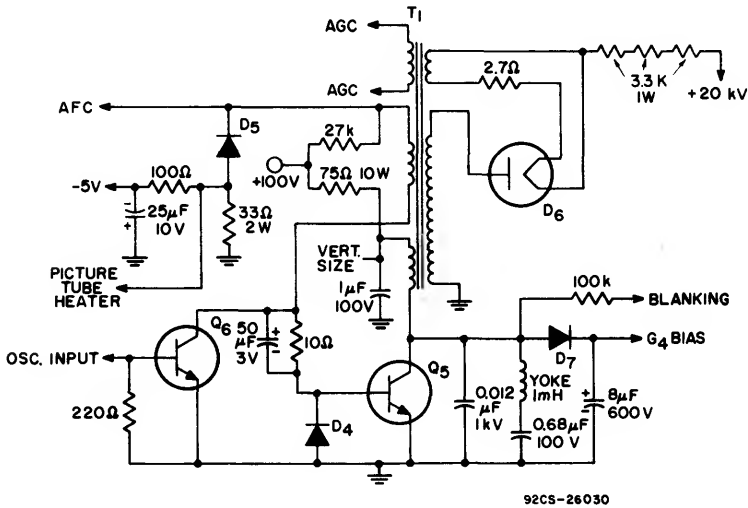 T1
AGC
AGC
2.7Ω
3.3 K
1W
+20 kV
AFC
D5
27k
+100V
75Ω 10W
D6
-5V
100Ω
-
25μF
+
10V
33Ω
2W
VERT.
SIZE
1μF
100V
PICTURE
TUBE
HEATER
100k
BLANKING
Q6
50
μF
3V
+
-
10Ω
Q5
D7
G4 BIAS
OSC. INPUT
220Ω
D4
0.012
μF
1kV
YOKE
1mH
0.68μF
100 V
+
-
8μF
600V
92CS-26030